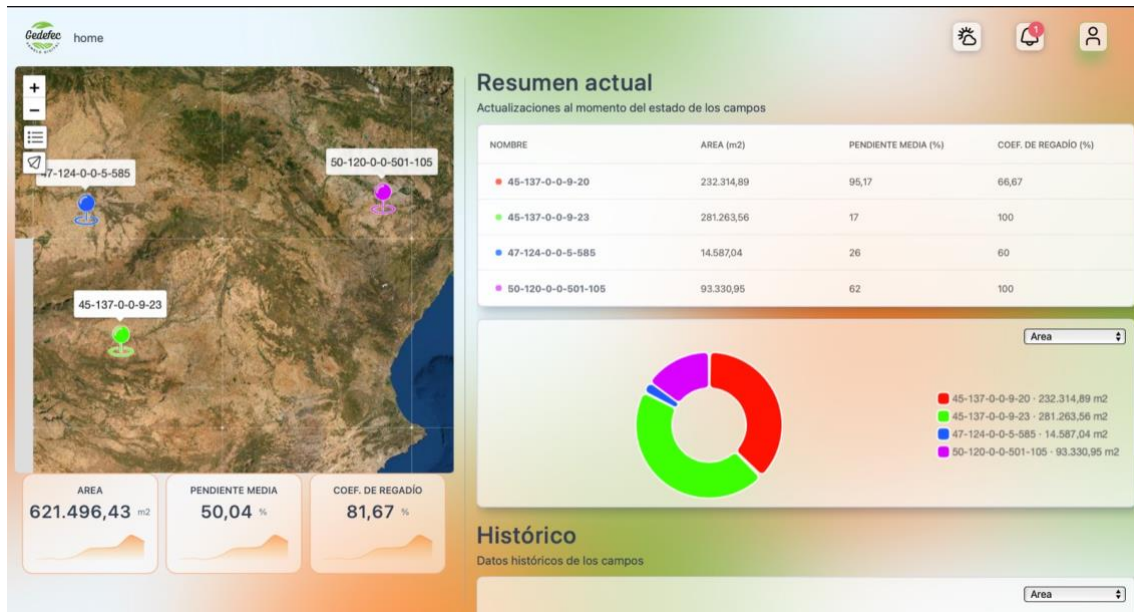 Gedefec
home
1
+
−
47-124-0-0-5-585
50-120-0-0-501-105
45-137-0-0-9-23
AREA
621.496,43 m2
PENDIENTE MEDIA
50,04 %
COEF. DE REGADÍO
81,67 %
Resumen actual
Actualizaciones al momento del estado de los campos
NOMBRE AREA (m2) PENDIENTE MEDIA (%) COEF. DE REGADÍO (%)
45-137-0-0-9-20 232.314,89 95,17 66,67
45-137-0-0-9-23 281.263,56 17 100
47-124-0-0-5-585 14.587,04 26 60
50-120-0-0-501-105 93.330,95 62 100
Area
45-137-0-0-9-20 · 232.314,89 m2
45-137-0-0-9-23 · 281.263,56 m2
47-124-0-0-5-585 · 14.587,04 m2
50-120-0-0-501-105 · 93.330,95 m2
Histórico
Datos históricos de los campos
Area